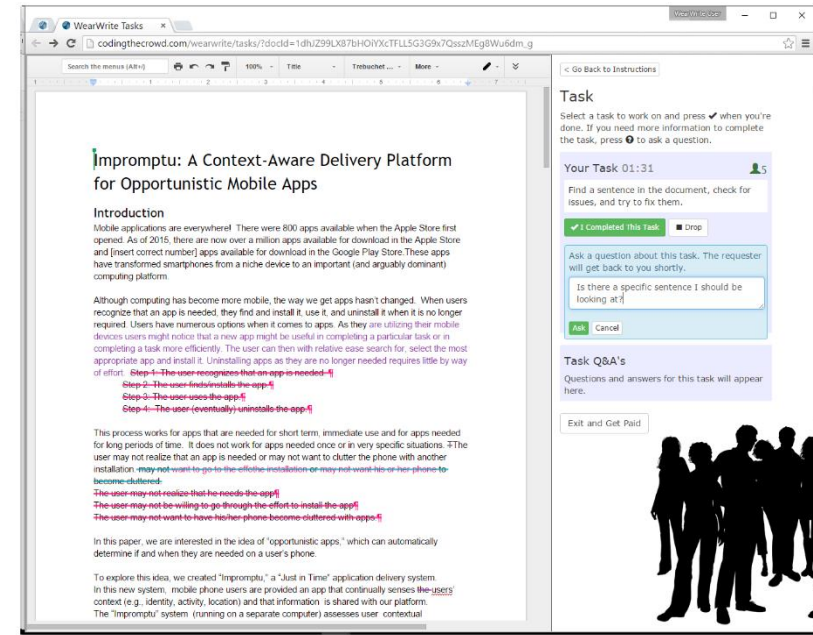 WearWrite User
WearWrite Tasks
codingthecrowd.com/wearwrite/tasks/?docId=1dhJZ99LX87bHOiYXcTFLL5G3G9x7QsszMEg8Wu6dm_g
Search the menus (Alt+/) 100% Title Trebuchet ... More
Impromptu: A Context-Aware Delivery Platform
for Opportunistic Mobile Apps
Introduction
Mobile applications are everywhere! There were 800 apps available when the Apple Store first
opened. As of 2015, there are now over a million apps available for download in the Apple Store
and [insert correct number] apps available for download in the Google Play Store.These apps
have transformed smartphones from a niche device to an important (and arguably dominant)
computing platform.
Although computing has become more mobile, the way we get apps hasn't changed. When users
recognize that an app is needed, they find and install it, use it, and uninstall it when it is no longer
required. Users have numerous options when it comes to apps. As they are utilizing their mobile
devices users might notice that a new app might be useful in completing a particular task or in
completing a task more efficiently. The user can then with relative ease search for, select the most
appropriate app and install it. Uninstalling apps as they are no longer needed requires little by way
of effort. Step 1: The user recognizes that an app is needed. ¶
Step 2: The user finds/installs the app.¶
Step 3: The user uses the app.¶
Step 4: The user (eventually) uninstalls the app.¶
This process works for apps that are needed for short term, immediate use and for apps needed
for long periods of time. It does not work for apps needed once or in very specific situations. TThe
user may not realize that an app is needed or may not want to clutter the phone with another
installation. may not want to go to the effothe installation or may not want his or her phone to
become cluttered.
The user may not realize that he needs the app¶
The user may not be willing to go through the effort to install the app¶
The user may not want to have his/her phone become cluttered with apps.¶
In this paper, we are interested in the idea of "opportunistic apps," which can automatically
determine if and when they are needed on a user's phone.
To explore this idea, we created "Impromptu," a "Just in Time" application delivery system.
In this new system, mobile phone users are provided an app that continually senses the users'
context (e.g., identity, activity, location) and that information is shared with our platform.
The "Impromptu" system (running on a separate computer) assesses user contextual
< Go Back to Instructions
Task
Select a task to work on and press ✔ when you're
done. If you need more information to complete
the task, press ? to ask a question.
Your Task 01:31 5
Find a sentence in the document, check for
issues, and try to fix them.
✔ I Completed This Task ■ Drop
Ask a question about this task. The requester
will get back to you shortly.
Is there a specific sentence I should be
looking at?
Ask Cancel
Task Q&A's
Questions and answers for this task will appear
here.
Exit and Get Paid